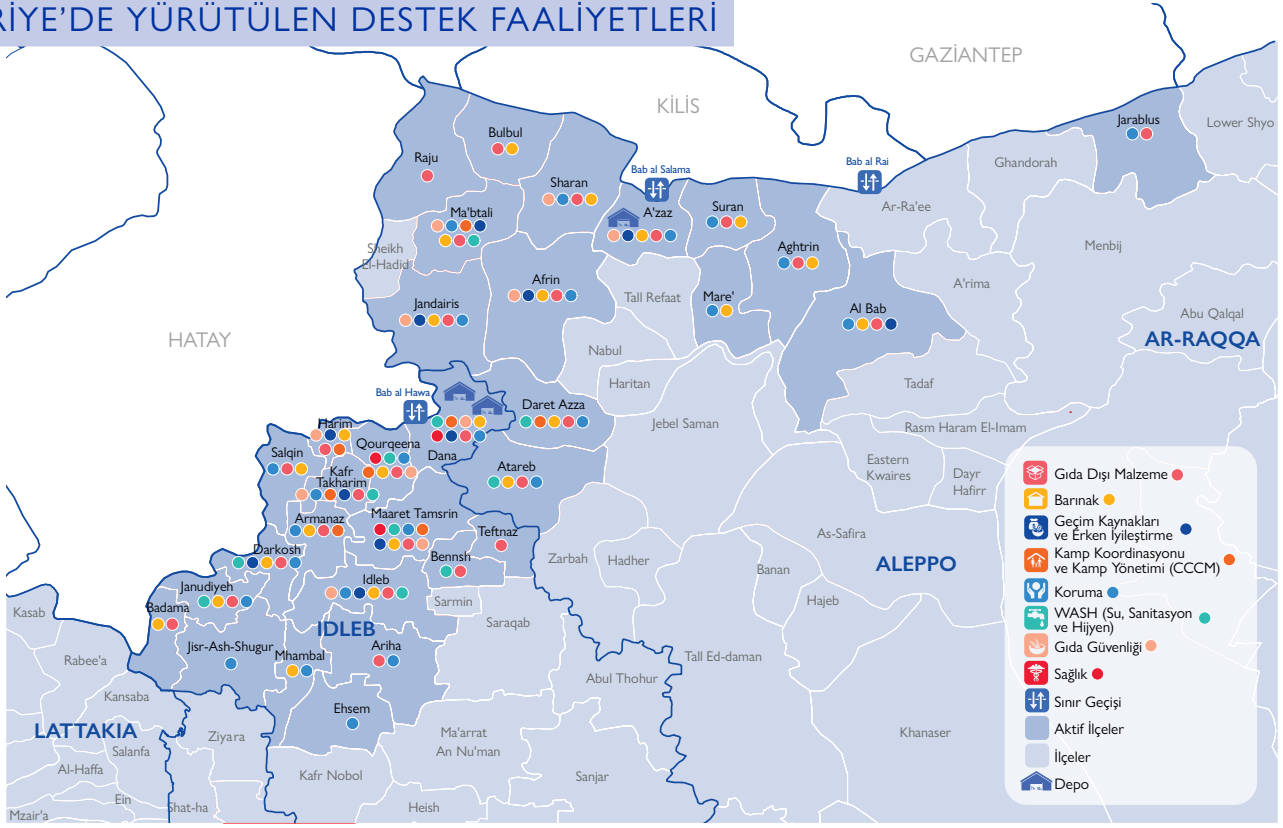 RİYE'DE YÜRÜTÜLEN DESTEK FAALİYETLERİ
GAZİANTEP
KİLİS
HATAY
Jarablus
Lower Shyo
Bulbul
Raju
Bab al Salama
Bab al Rai
Ghandorah
Sharan
Ma'btali
A'zaz
Suran
Ar-Ra'ee
Menbij
Sheikh
El-Hadid
Aghtrin
Afrin
A'rima
Tall Refaat
Mare'
Jandairis
Al Bab
Abu Qalqal
AR-RAQQA
Nabul
Haritan
Tadaf
Bab al Hawa
Daret Azza
Jebel Saman
Rasm Haram El-Imam
Harim
Qourqeena
Dana
Salqin
Kafr
Takharim
Atareb
Eastern
Kwaires
Dayr
Hafirr
Armanaz
Maaret Tamsrin
Teftnaz
As-Safira
Darkosh
Bennsh
Zarbah
Hadher
Banan
ALEPPO
Janudiyeh
Idleb
Badama
Sarmin
Hajeb
Kasab
IDLEB
Saraqab
Jisr-Ash-Shugur
Mhambal
Ariha
Tall Ed-daman
Rabee'a
Abul Thohur
Kansaba
Ehsem
LATTAKIA
Ziyara
Ma'arrat
An Nu'man
Khanaser
Salanfa
Al-Haffa
Kafr Nobol
Sanjar
Ein
Shat-ha
Heish
Mzair'a
Gıda Dışı Malzeme
Barınak
Geçim Kaynakları
ve Erken İyileştirme
Kamp Koordinasyonu
ve Kamp Yönetimi (CCCM)
Koruma
WASH (Su, Sanitasyon
ve Hijyen)
Gıda Güvenliği
Sağlık
Sınır Geçişi
Aktif İlçeler
İlçeler
Depo